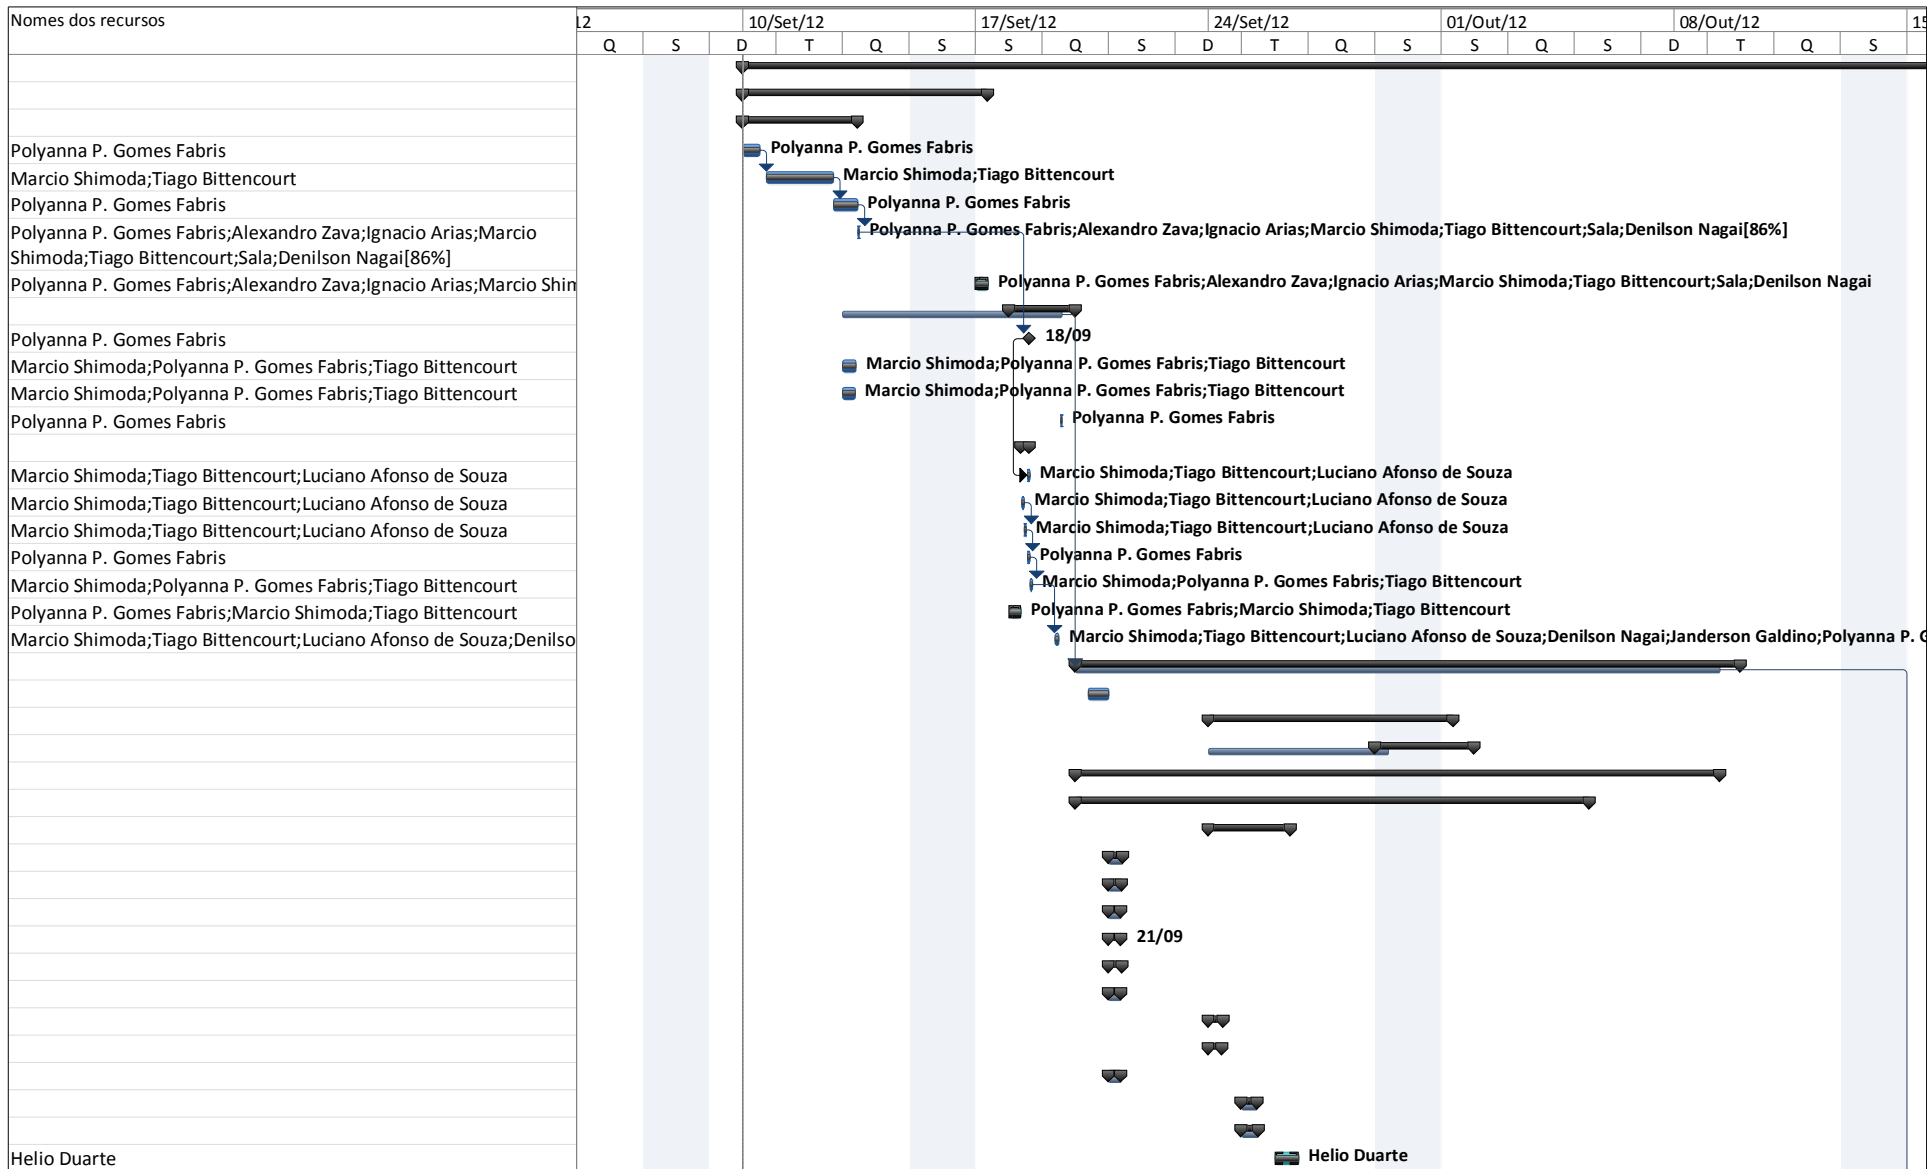 Nomes dos recursos
12 10/Set/12 17/Set/12 24/Set/12 01/Out/12 08/Out/12 15
Q S D T Q S S Q S D T Q S S Q S D T Q S
Polyanna P. Gomes Fabris Polyanna P. Gomes Fabris
Marcio Shimoda;Tiago Bittencourt Marcio Shimoda;Tiago Bittencourt
Polyanna P. Gomes Fabris Polyanna P. Gomes Fabris
Polyanna P. Gomes Fabris;Alexandro Zava;Ignacio Arias;Marcio Polyanna P. Gomes Fabris;Alexandro Zava;Ignacio Arias;Marcio Shimoda;Tiago Bittencourt;Sala;Denilson Nagai[86%]
Shimoda;Tiago Bittencourt;Sala;Denilson Nagai[86%]
Polyanna P. Gomes Fabris;Alexandro Zava;Ignacio Arias;Marcio Shim Polyanna P. Gomes Fabris;Alexandro Zava;Ignacio Arias;Marcio Shimoda;Tiago Bittencourt;Sala;Denilson Nagai
Polyanna P. Gomes Fabris 18/09
Marcio Shimoda;Polyanna P. Gomes Fabris;Tiago Bittencourt Marcio Shimoda;Polyanna P. Gomes Fabris;Tiago Bittencourt
Marcio Shimoda;Polyanna P. Gomes Fabris;Tiago Bittencourt Marcio Shimoda;Polyanna P. Gomes Fabris;Tiago Bittencourt
Polyanna P. Gomes Fabris Polyanna P. Gomes Fabris
Marcio Shimoda;Tiago Bittencourt;Luciano Afonso de Souza Marcio Shimoda;Tiago Bittencourt;Luciano Afonso de Souza
Marcio Shimoda;Tiago Bittencourt;Luciano Afonso de Souza Marcio Shimoda;Tiago Bittencourt;Luciano Afonso de Souza
Marcio Shimoda;Tiago Bittencourt;Luciano Afonso de Souza Marcio Shimoda;Tiago Bittencourt;Luciano Afonso de Souza
Polyanna P. Gomes Fabris Polyanna P. Gomes Fabris
Marcio Shimoda;Polyanna P. Gomes Fabris;Tiago Bittencourt Marcio Shimoda;Polyanna P. Gomes Fabris;Tiago Bittencourt
Polyanna P. Gomes Fabris;Marcio Shimoda;Tiago Bittencourt Polyanna P. Gomes Fabris;Marcio Shimoda;Tiago Bittencourt
Marcio Shimoda;Tiago Bittencourt;Luciano Afonso de Souza;Denilso Marcio Shimoda;Tiago Bittencourt;Luciano Afonso de Souza;Denilson Nagai;Janderson Galdino;Polyanna P. G
21/09
Helio Duarte Helio Duarte